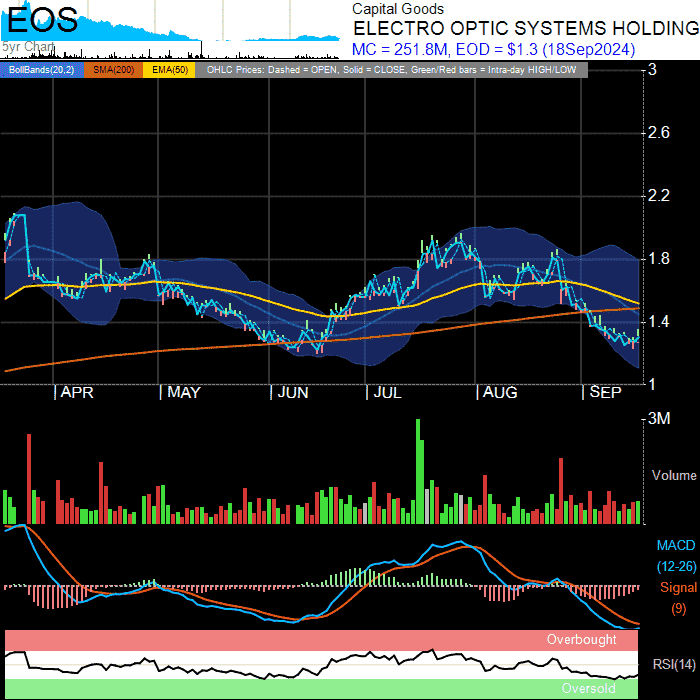 EOS
5yr Chart
Capital Goods
ELECTRO OPTIC SYSTEMS HOLDING
MC = 251.8M, EOD = $1.3 (18Sep2024)
BollBands(20,2) SMA(200) EMA(50) OHLC Prices: Dashed = OPEN, Solid = CLOSE, Green/Red bars = Intra-day HIGH/LOW
3
2.6
2.2
1.8
1.4
1
APR MAY JUN JUL AUG SEP
3M
Volume
MACD
(12-26)
Signal
(9)
Overbought
RSI(14)
Oversold